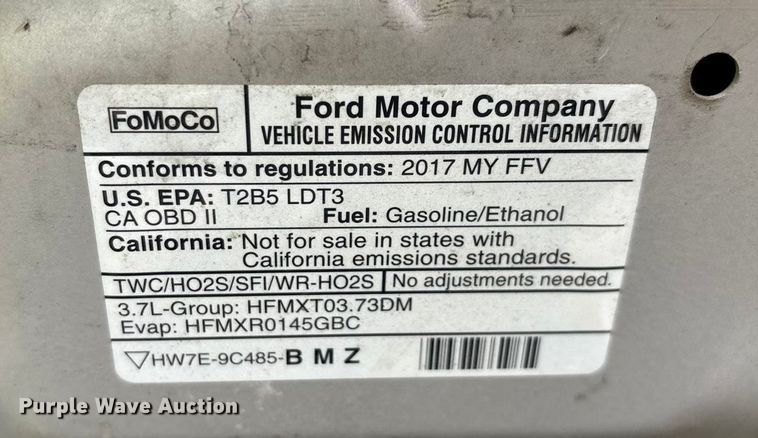 FoMoCo
Ford Motor Company
VEHICLE EMISSION CONTROL INFORMATION
Conforms to regulations: 2017 MY FFV
U.S. EPA: T2B5 LDT3
CA OBD II Fuel: Gasoline/Ethanol
California: Not for sale in states with
California emissions standards.
TWC/HO2S/SFI/WR-HO2S No adjustments needed.
3.7L-Group: HFMXT03.73DM
Evap: HFMXR0145GBC
HW7E-9C485-B M Z
Purple Wave Auction